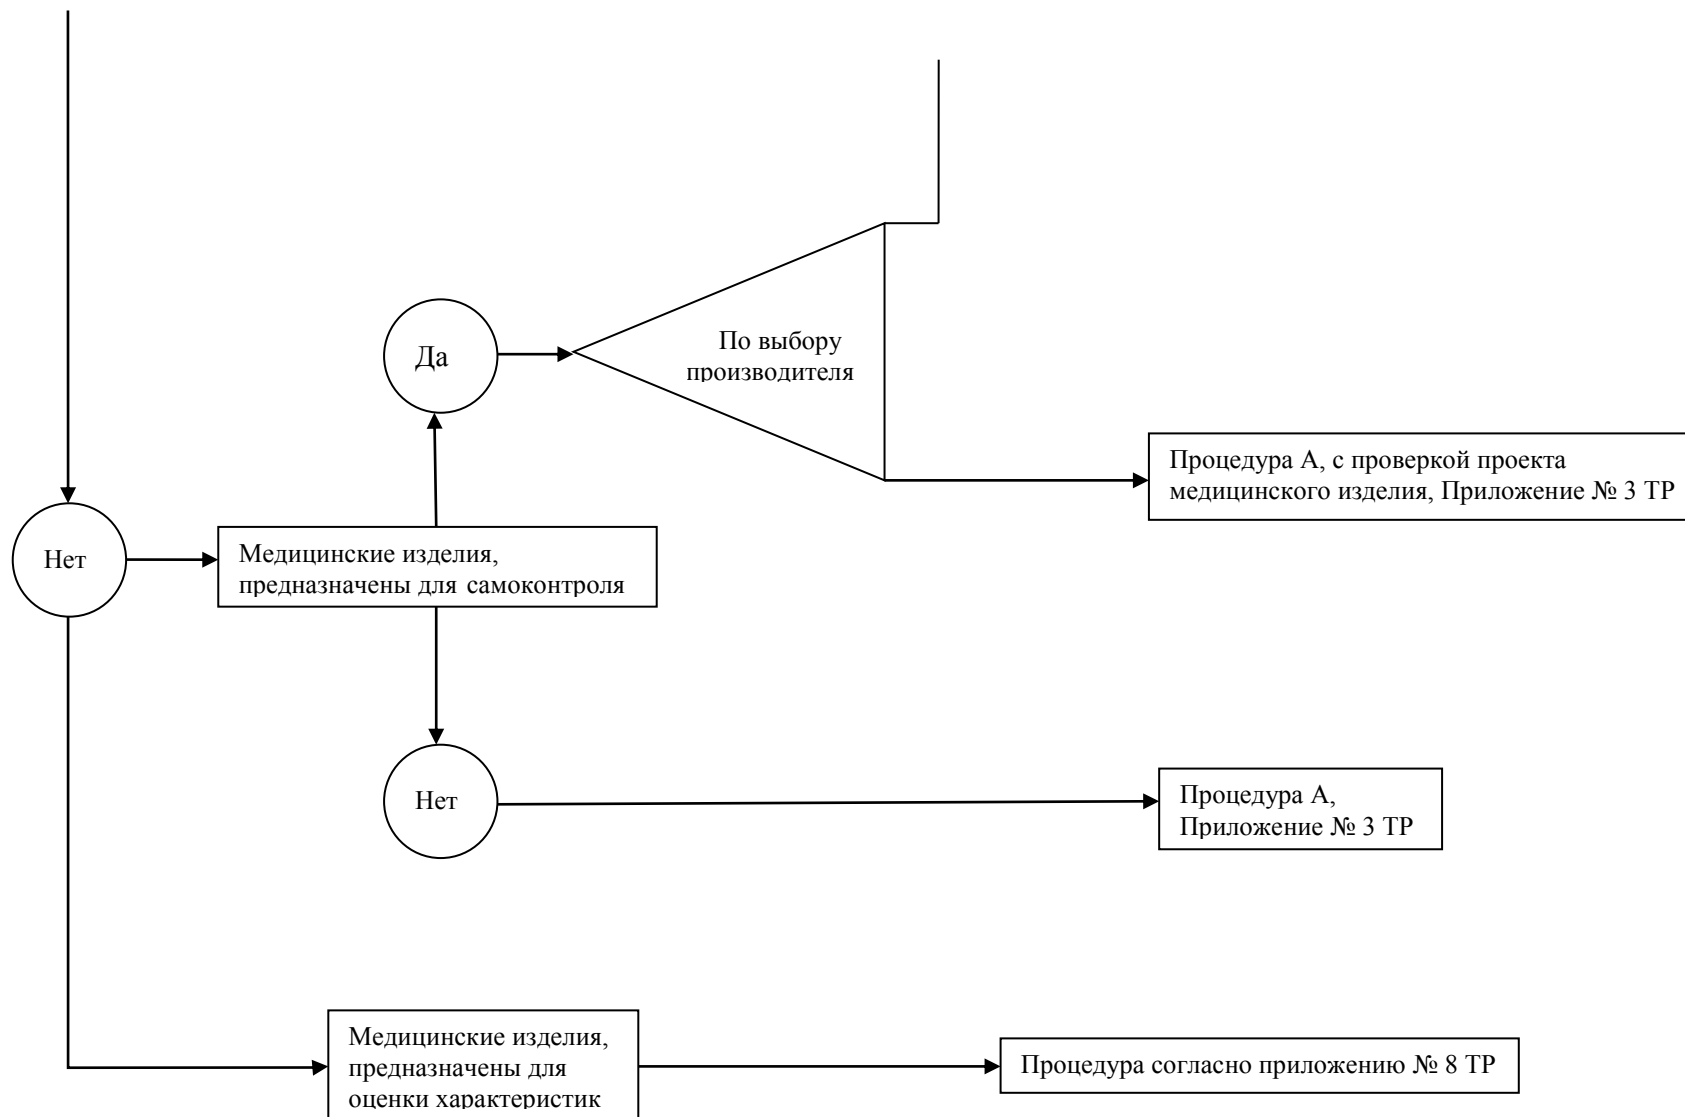 По выбору
производителя
Да
Процедура А, с проверкой проекта
медицинского изделия, Приложение № 3 ТР
Нет
Медицинские изделия,
предназначены для самоконтроля
Нет
Процедура А,
Приложение № 3 ТР
Медицинские изделия,
предназначены для
оценки характеристик
Процедура согласно приложению № 8 ТР